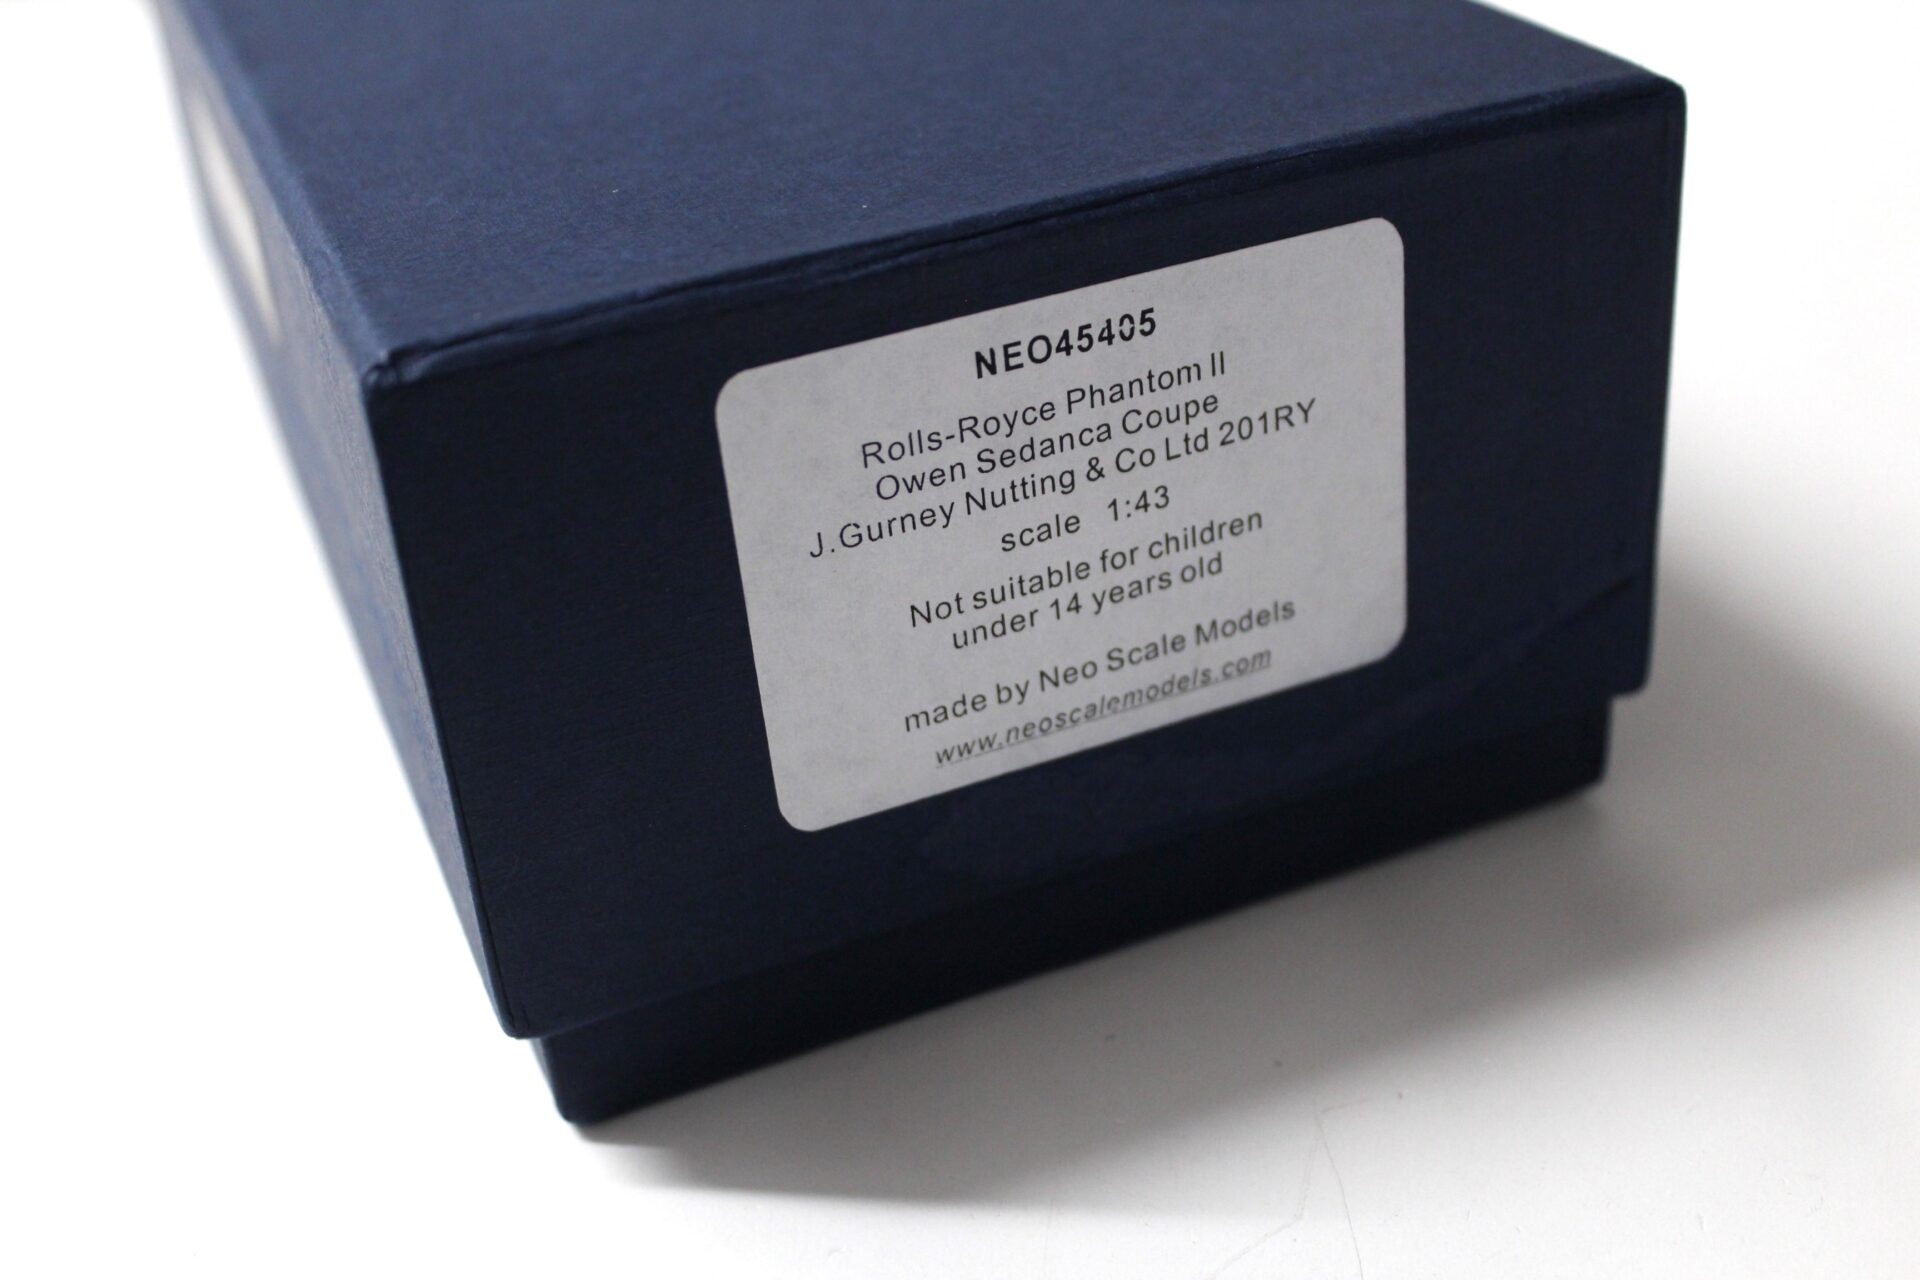 NEO45405
Rolls-Royce Phantom II
Owen Sedanca Coupe
J.Gurney Nutting & Co Ltd 201RY
scale 1:43
Not suitable for children
under 14 years old
made by Neo Scale Models
www.neoscalemodels.com